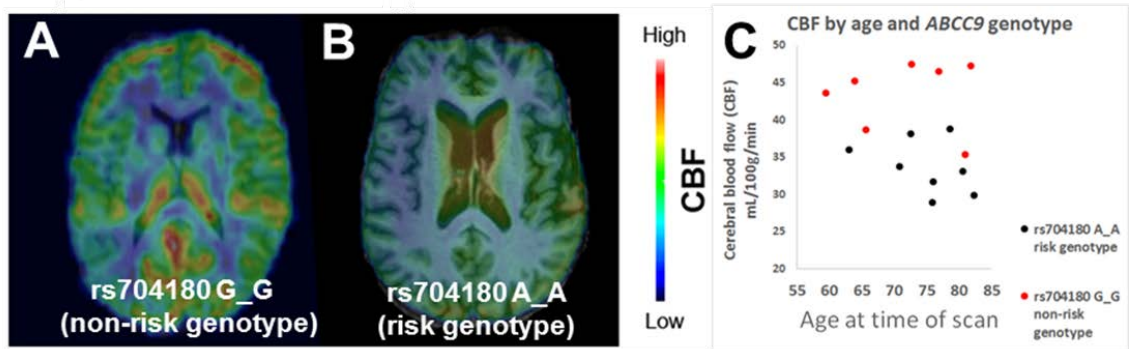 A
rs704180 G_G
(non-risk genotype)
B
rs704180 A_A
(risk genotype)
High
CBF
Low
C
CBF by age and ABCC9 genotype
Cerebral blood flow (CBF)
mL/100g/min
50
45
40
35
30
25
20
55 60 65 70 75 80 85
Age at time of scan
rs704180 A_A
risk genotype
rs704180 G_G
non-risk
genotype